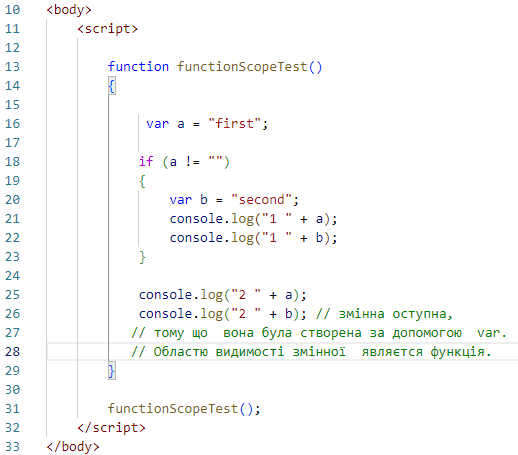 10 <body>
11 <script>
12
13 function functionScopeTest()
14 {
15
16 var a = "first";
17
18 if (a != "")
19 {
20 var b = "second";
21 console.log("1 " + a);
22 console.log("1 " + b);
23 }
24
25 console.log("2 " + a);
26 console.log("2 " + b); // змінна оступна,
27 // тому що  вона була створена за допомогою  var.
28 // Областю видимості змінної  являєтся функція.
29 }
30
31 functionScopeTest();
32 </script>
33 </body>